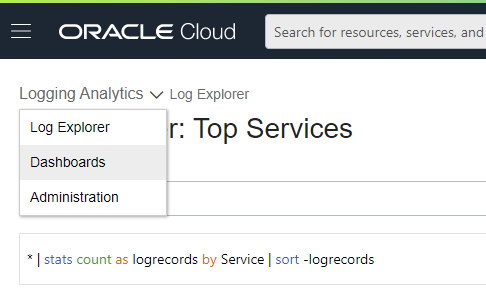 ORACLE Cloud
Search for resources, services, and
Logging Analytics Log Explorer
Log Explorer
r: Top Services
Dashboards
Administration
* | stats count as logrecords by Service | sort -logrecords